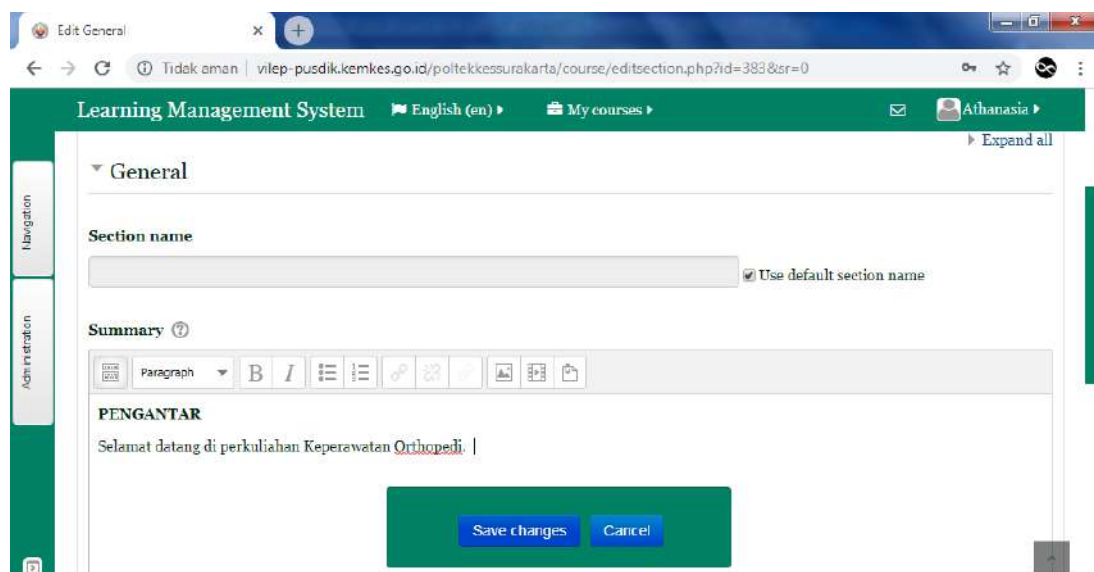 Edit General
Tidak aman | vilep-pusdik.kemkes.go.id/poltekkessurakarta/course/editsection.php?id=383&sr=0
Learning Management System English (en) My courses Athanasia
Expand all
General
Navigation
Section name
Use default section name
Administration
Summary
Paragraph B I
PENGANTAR
Selamat datang di perkuliahan Keperawatan Orthopedi.
Save changes Cancel